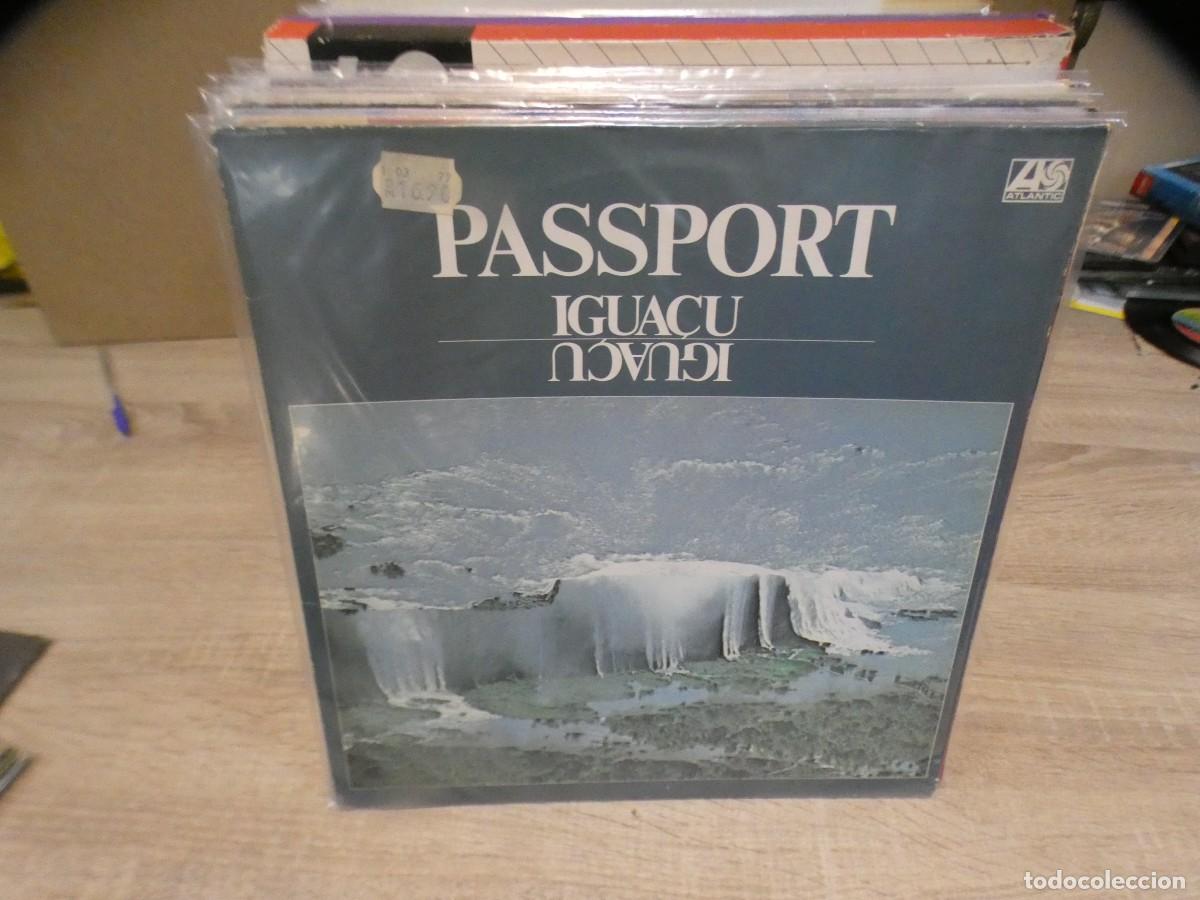 ATLANTIC
PASSPORT
IGUAÇU
IGUAÇU
todocoleccion